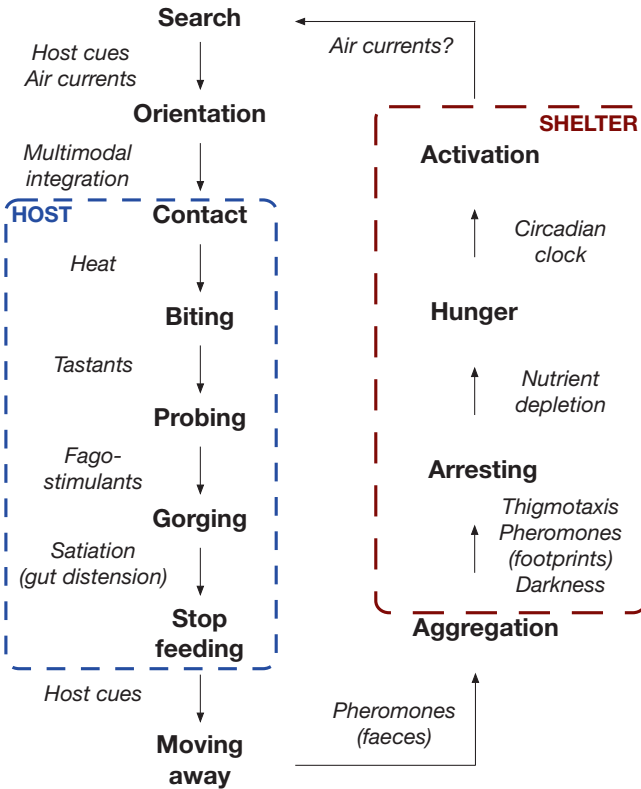 Search
Host cues
Air currents
Orientation
Multimodal
integration
HOST
Contact
Heat
Biting
Tastants
Probing
Fago-
stimulants
Gorging
Satiation
(gut distension)
Stop
feeding
Host cues
Moving
away
Pheromones
(faeces)
Aggregation
Thigmotaxis
Pheromones
(footprints)
Darkness
Arresting
Nutrient
depletion
Hunger
Circadian
clock
Activation
SHELTER
Air currents?